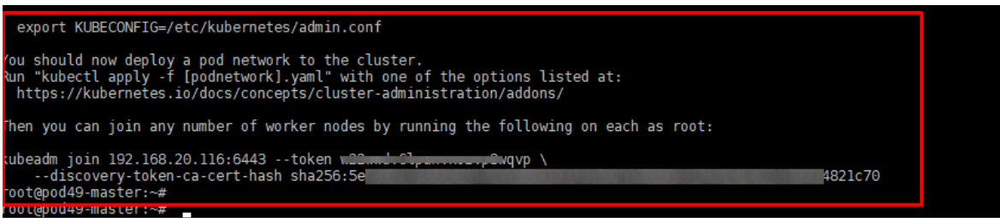 export KUBECONFIG=/etc/kubernetes/admin.conf
You should now deploy a pod network to the cluster.
Run "kubectl apply -f [podnetwork].yaml" with one of the options listed at:
https://kubernetes.io/docs/concepts/cluster-administration/addons/
Then you can join any number of worker nodes by running the following on each as root:
kubeadm join 192.168.20.116:6443 --token \
--discovery-token-ca-cert-hash sha256:5e 4821c70
root@pod49-master:~#
root@pod49-master:~#